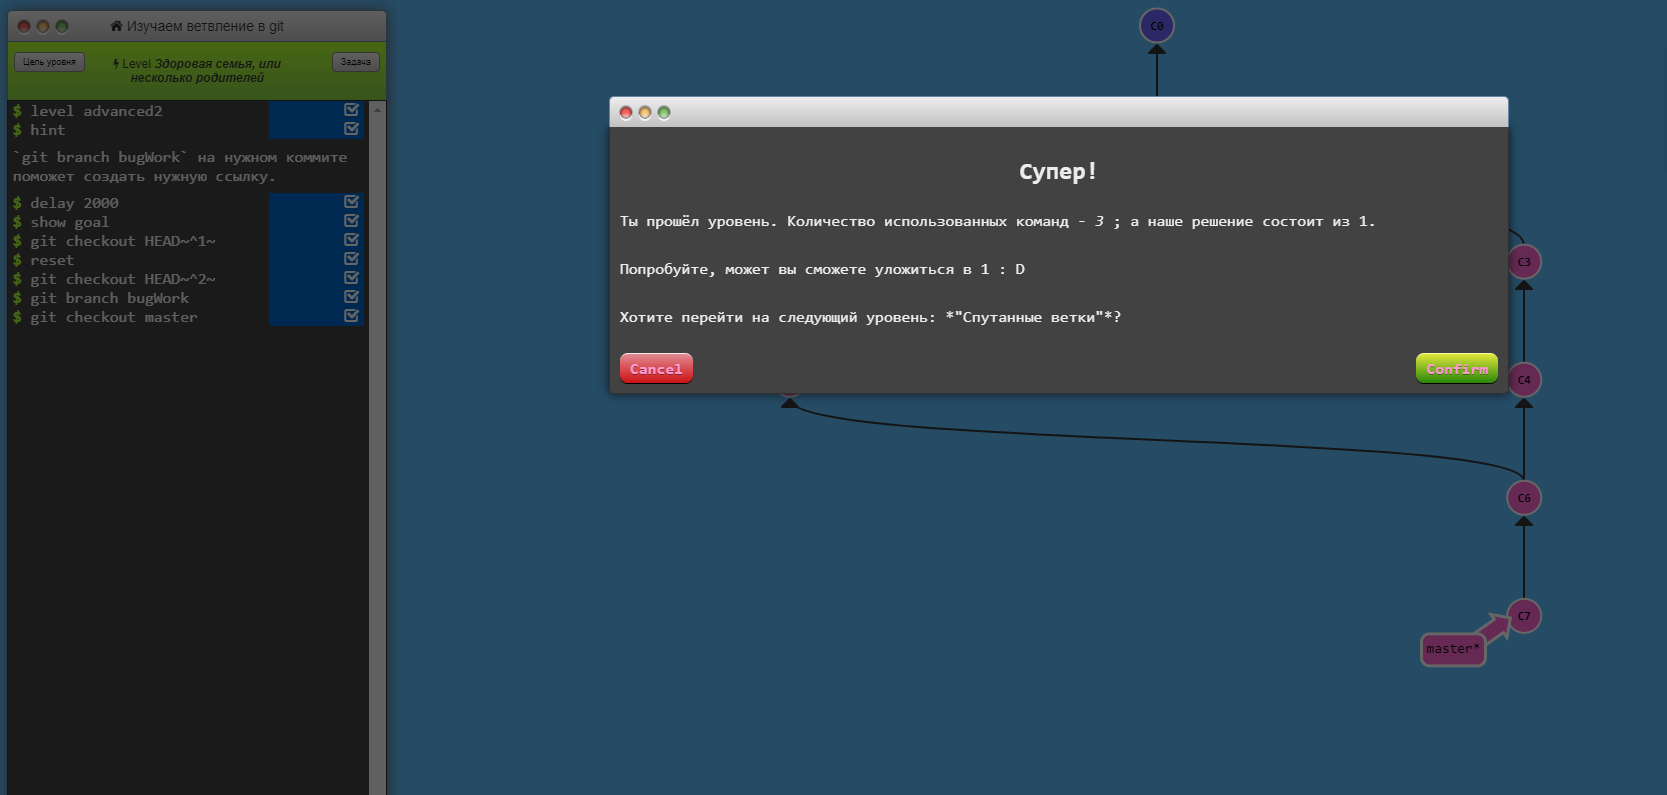 Изучаем ветвление в git
Цель уровня
Level Здоровая семья, или
несколько родителей
Задача
$ level advanced2
$ hint
`git branch bugWork` на нужном коммите
поможет создать нужную ссылку.
$ delay 2000
$ show goal
$ git checkout HEAD~^1~
$ reset
$ git checkout HEAD~^2~
$ git branch bugWork
$ git checkout master
C0
Супер!
Ты прошёл уровень. Количество использованных команд - 3 ; а наше решение состоит из 1.
Попробуйте, может вы сможете уложиться в 1 : D
Хотите перейти на следующий уровень: *"Спутанные ветки"*?
Cancel
Confirm
C3
C4
C6
C7
master*